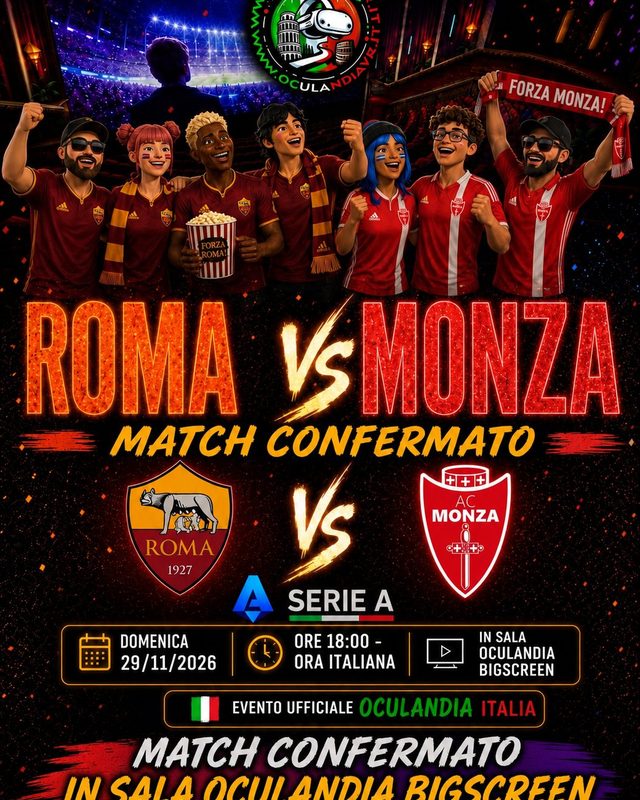 WWW.OCULANDIAVR.IT
FORZA MONZA!
FORZA
ROMA!
ROMA VS MONZA
MATCH CONFERMATO
ROMA
1927
VS
AC
MONZA
SERIE A
DOMENICA
29/11/2026
ORE 18:00 -
ORA ITALIANA
IN SALA
OCULANDIA
BIGSCREEN
EVENTO UFFICIALE OCULANDIA ITALIA
MATCH CONFERMATO
IN SALA OCULANDIA BIGSCREEN